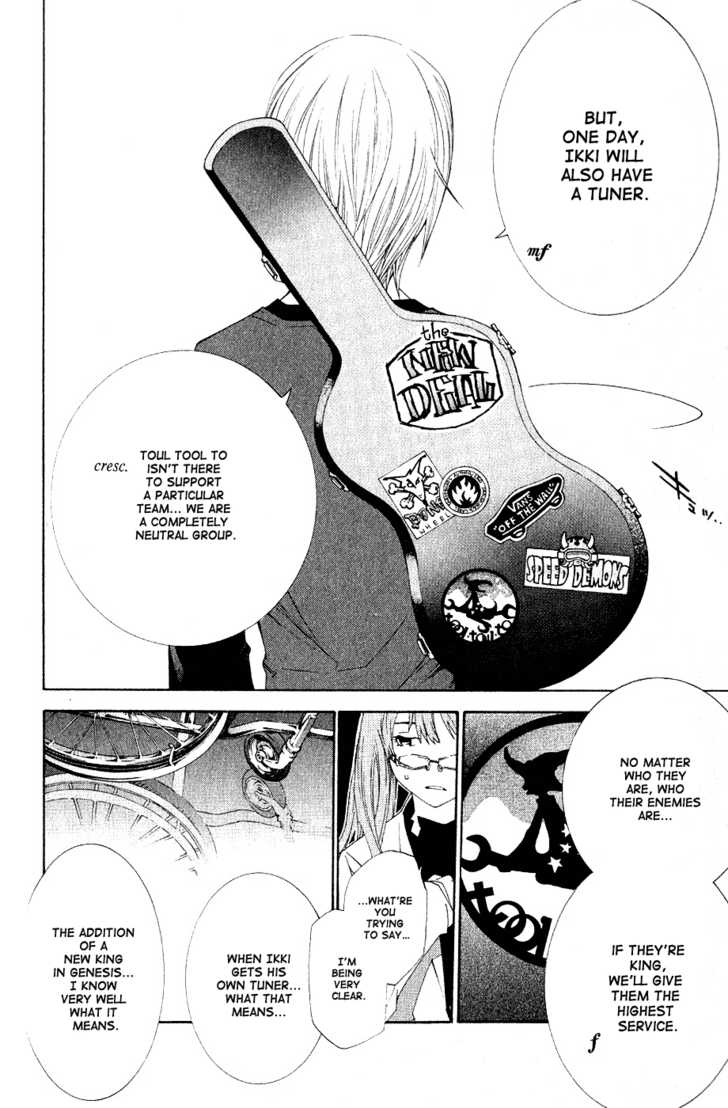 BUT,
ONE DAY,
IKKI WILL
ALSO HAVE
A TUNER.
mf
the
NEW
DEAL
cresc.
TOUL TOOL TO
ISN'T THERE
TO SUPPORT
A PARTICULAR
TEAM... WE ARE
A COMPLETELY
NEUTRAL GROUP.
VANS
"OFF THE WALL"
SPEED DEMONS
NO MATTER
WHO THEY
ARE, WHO
THEIR ENEMIES
ARE...
IF THEY'RE
KING,
WE'LL GIVE
THEM THE
HIGHEST
SERVICE.
f
...WHAT'RE
YOU
TRYING
TO SAY...
I'M
BEING
VERY
CLEAR.
WHEN IKKI
GETS HIS
OWN TUNER...
WHAT THAT
MEANS...
THE ADDITION
OF A
NEW KING
IN GENESIS...
I KNOW
VERY WELL
WHAT IT
MEANS.